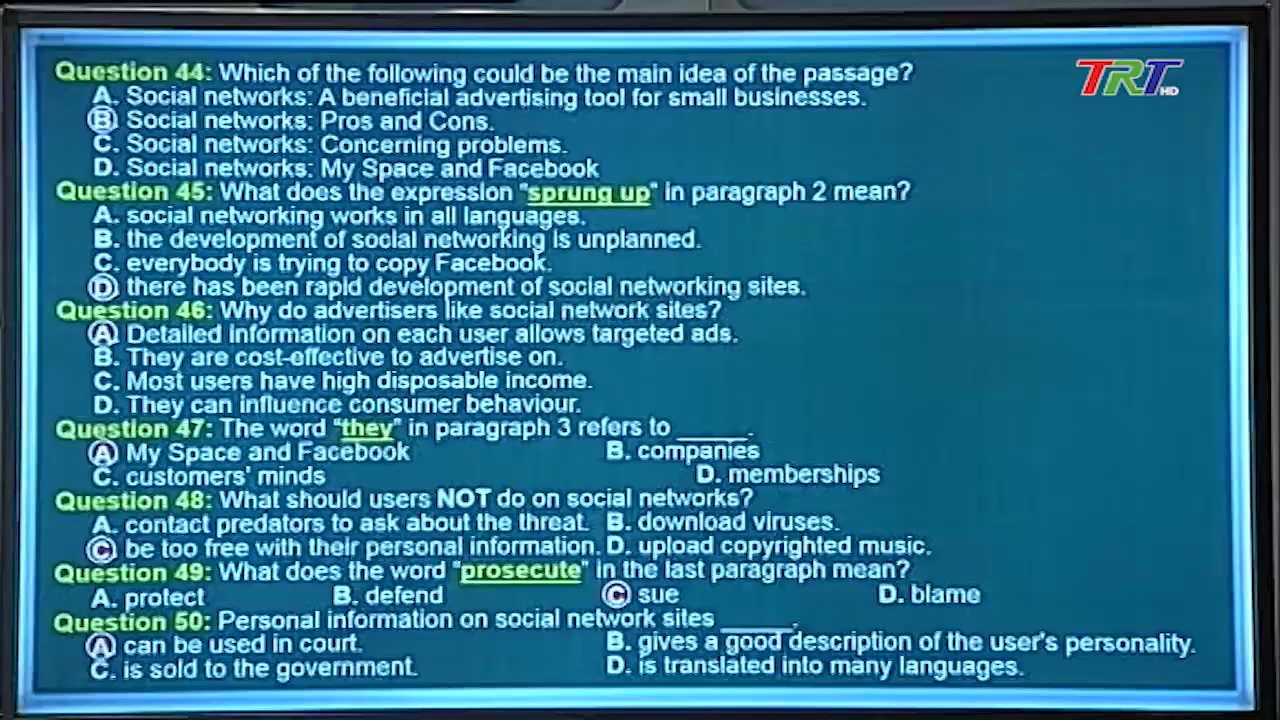 TRT HD
Question 44: Which of the following could be the main idea of the passage?
A. Social networks: A beneficial advertising tool for small businesses.
B. Social networks: Pros and Cons.
C. Social networks: Concerning problems.
D. Social networks: My Space and Facebook
Question 45: What does the expression "sprung up" in paragraph 2 mean?
A. social networking works in all languages.
B. the development of social networking is unplanned.
C. everybody is trying to copy Facebook.
D. there has been rapid development of social networking sites.
Question 46: Why do advertisers like social network sites?
A. Detailed information on each user allows targeted ads.
B. They are cost-effective to advertise on.
C. Most users have high disposable income.
D. They can influence consumer behaviour.
Question 47: The word "they" in paragraph 3 refers to _____.
A. My Space and Facebook B. companies
C. customers' minds D. memberships
Question 48: What should users NOT do on social networks?
A. contact predators to ask about the threat. B. download viruses.
C. be too free with their personal information. D. upload copyrighted music.
Question 49: What does the word "prosecute" in the last paragraph mean?
A. protect B. defend C. sue D. blame
Question 50: Personal information on social network sites _____.
A. can be used in court. B. gives a good description of the user's personality.
C. is sold to the government. D. is translated into many languages.